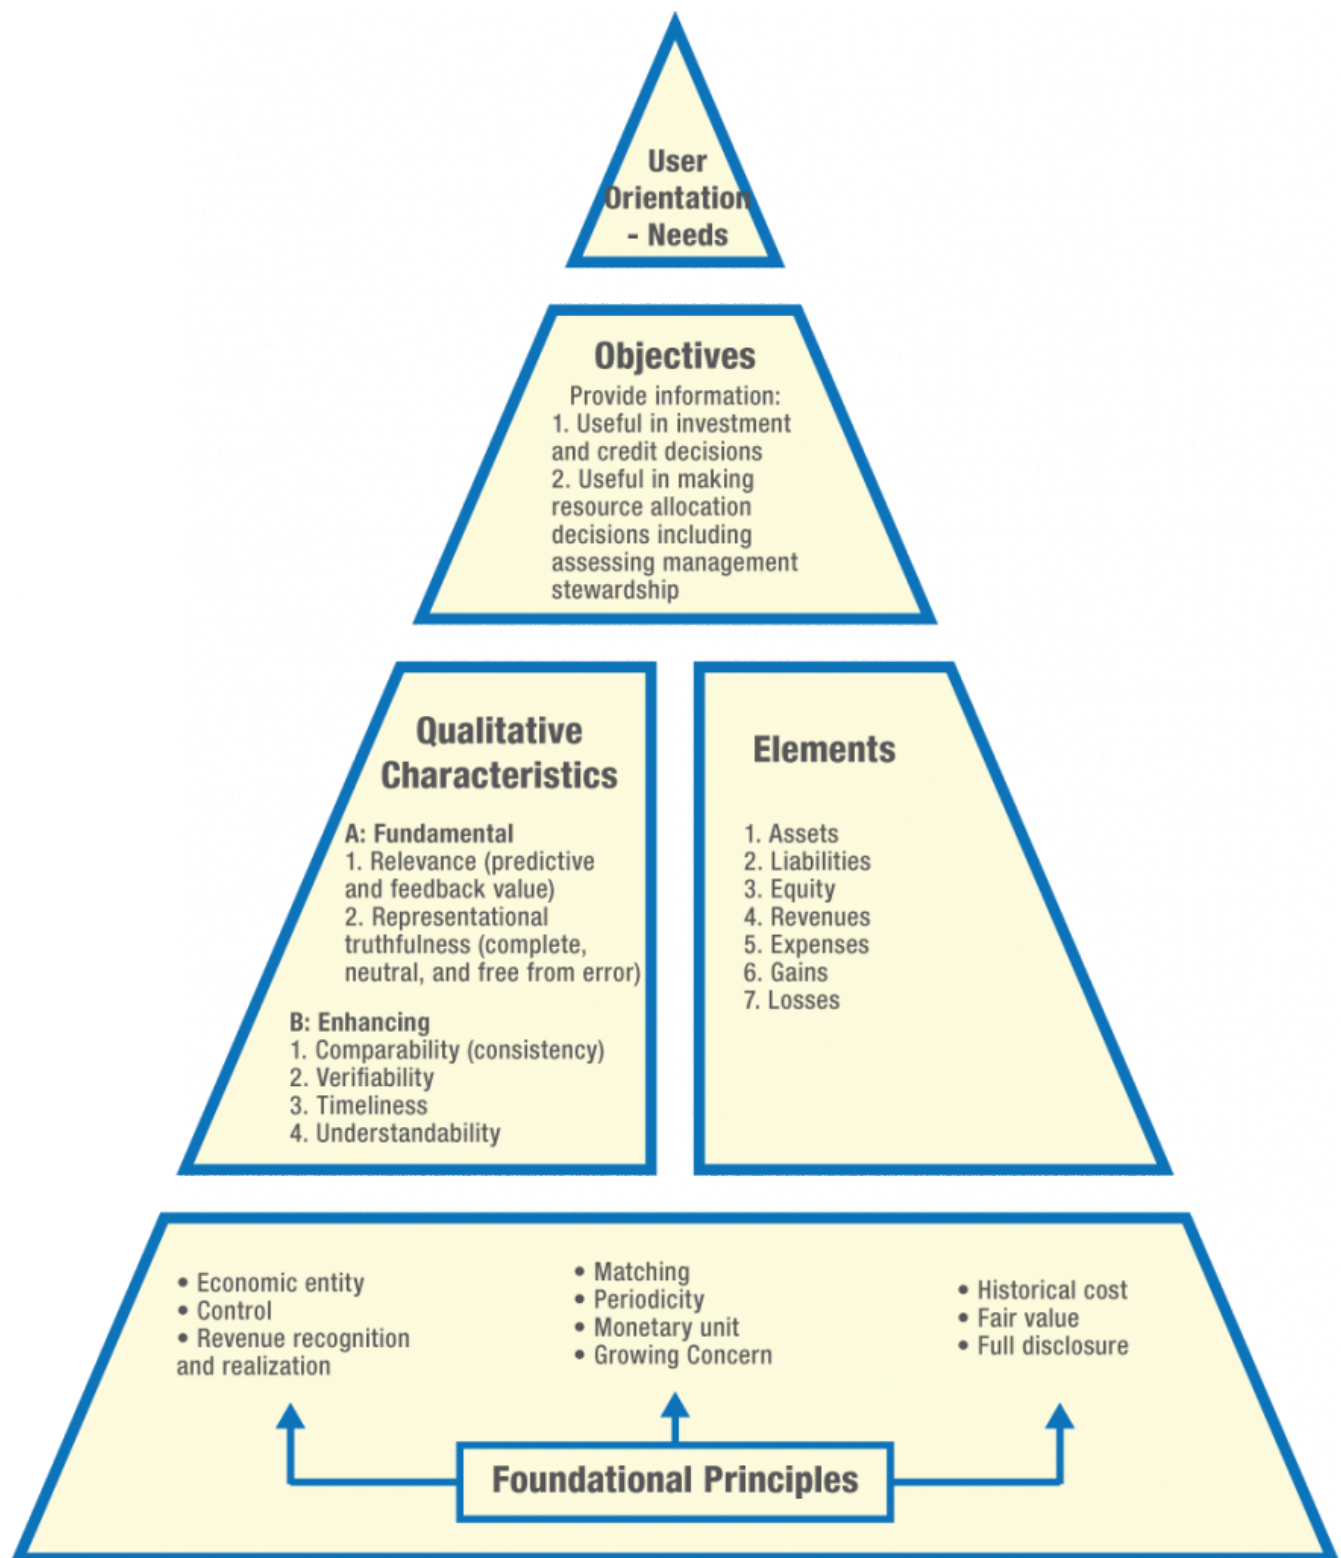 User
Orientation
- Needs
Objectives
Provide information:
1. Useful in investment
and credit decisions
2. Useful in making
resource allocation
decisions including
assessing management
stewardship
Qualitative
Characteristics
A: Fundamental
1. Relevance (predictive
and feedback value)
2. Representational
truthfulness (complete,
neutral, and free from error)
B: Enhancing
1. Comparability (consistency)
2. Verifiability
3. Timeliness
4. Understandability
Elements
1. Assets
2. Liabilities
3. Equity
4. Revenues
5. Expenses
6. Gains
7. Losses
• Economic entity
• Control
• Revenue recognition
and realization
• Matching
• Periodicity
• Monetary unit
• Growing Concern
• Historical cost
• Fair value
• Full disclosure
Foundational Principles